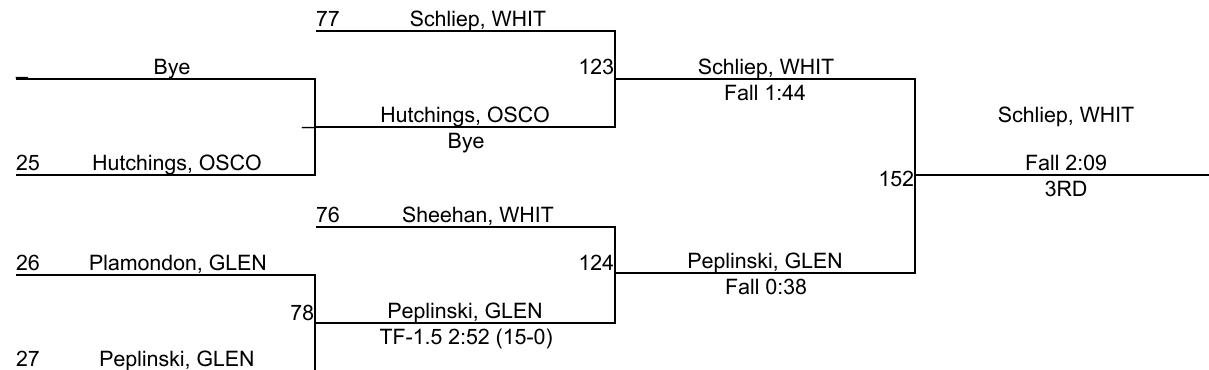 77 Schliep, WHIT
_ Bye
123 Schliep, WHIT
Fall 1:44
_ Hutchings, OSCO
Bye
Schliep, WHIT
25 Hutchings, OSCO
Fall 2:09
152
3RD
76 Sheehan, WHIT
26 Plamondon, GLEN
124 Peplinski, GLEN
Fall 0:38
78 Peplinski, GLEN
TF-1.5 2:52 (15-0)
27 Peplinski, GLEN